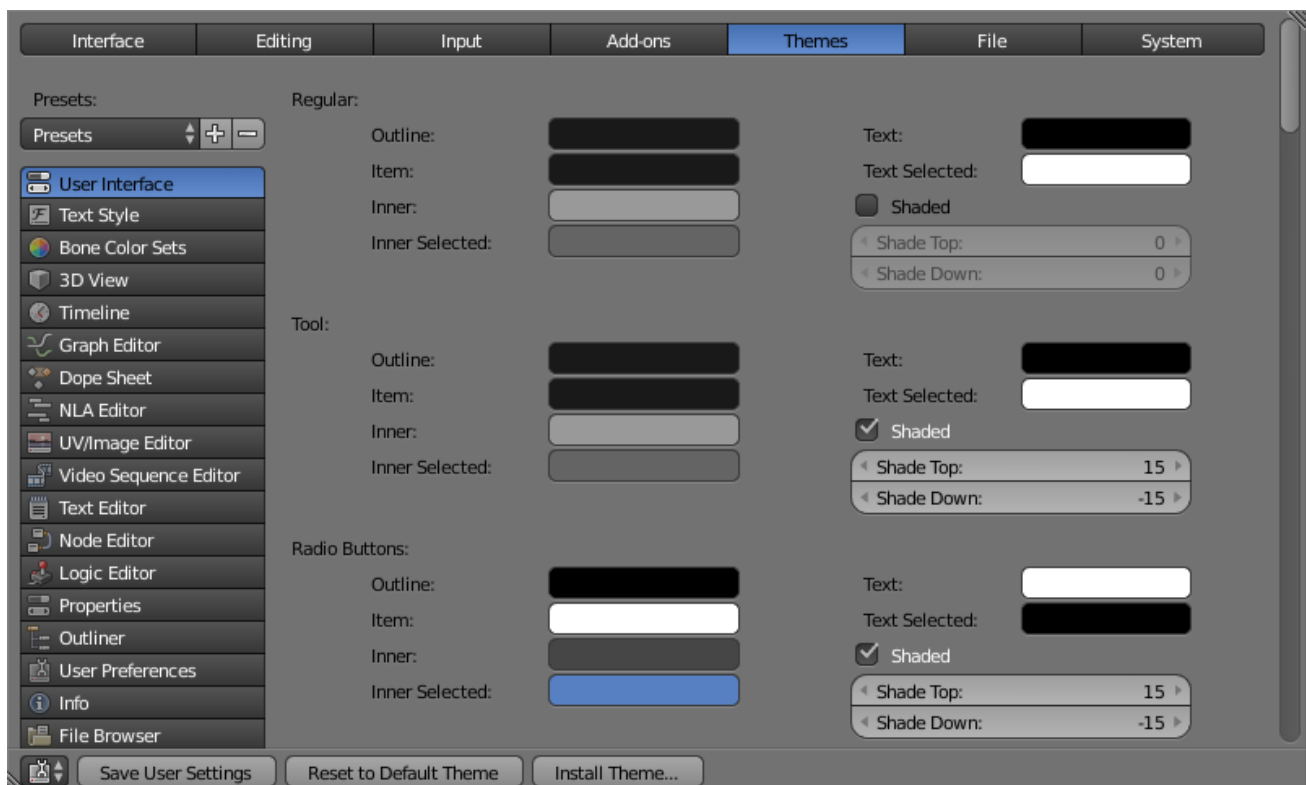 Interface Editing Input Add-ons Themes File System
Presets:
Presets
User Interface
Text Style
Bone Color Sets
3D View
Timeline
Graph Editor
Dope Sheet
NLA Editor
UV/Image Editor
Video Sequence Editor
Text Editor
Node Editor
Logic Editor
Properties
Outliner
User Preferences
Info
File Browser
Regular:
Outline:
Item:
Inner:
Inner Selected:
Text:
Text Selected:
Shaded
Shade Top: 0
Shade Down: 0
Tool:
Outline:
Item:
Inner:
Inner Selected:
Text:
Text Selected:
Shaded
Shade Top: 15
Shade Down: -15
Radio Buttons:
Outline:
Item:
Inner:
Inner Selected:
Text:
Text Selected:
Shaded
Shade Top: 15
Shade Down: -15
Save User Settings Reset to Default Theme Install Theme...